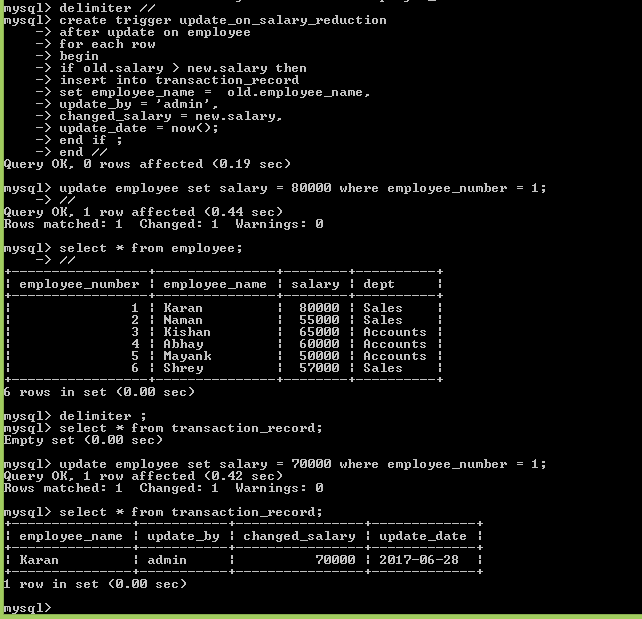 mysql> delimiter //
mysql> create trigger update_on_salary_reduction
    -> after update on employee
    -> for each row
    -> begin
    -> if old.salary > new.salary then
    -> insert into transaction_record
    -> set employee_name =  old.employee_name,
    -> update_by = 'admin',
    -> changed_salary = new.salary,
    -> update_date = now();
    -> end if ;
    -> end //
Query OK, 0 rows affected (0.19 sec)
mysql> update employee set salary = 80000 where employee_number = 1;
    -> //
Query OK, 1 row affected (0.44 sec)
Rows matched: 1  Changed: 1  Warnings: 0
mysql> select * from employee;
    -> //
+-----------------+---------------+--------+----------+
| employee_number | employee_name | salary | dept     |
+-----------------+---------------+--------+----------+
|               1 | Karan         |  80000 | Sales    |
|               2 | Naman         |  55000 | Sales    |
|               3 | Kishan        |  65000 | Accounts |
|               4 | Abhay         |  60000 | Accounts |
|               5 | Mayank        |  50000 | Accounts |
|               6 | Shrey         |  57000 | Sales    |
+-----------------+---------------+--------+----------+
6 rows in set (0.00 sec)
mysql> delimiter ;
mysql> select * from transaction_record;
Empty set (0.00 sec)
mysql> update employee set salary = 70000 where employee_number = 1;
Query OK, 1 row affected (0.42 sec)
Rows matched: 1  Changed: 1  Warnings: 0
mysql> select * from transaction_record;
+---------------+-----------+----------------+-------------+
| employee_name | update_by | changed_salary | update_date |
+---------------+-----------+----------------+-------------+
| Karan         | admin     |          70000 | 2017-06-28  |
+---------------+-----------+----------------+-------------+
1 row in set (0.00 sec)
mysql>